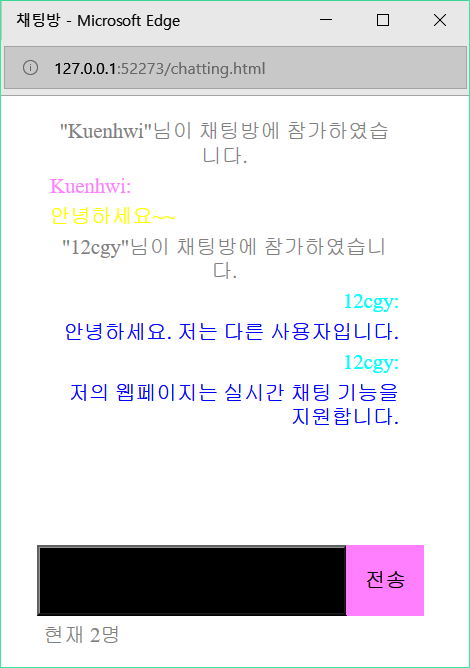 채팅방 - Microsoft Edge
127.0.0.1:52273/chatting.html
"Kuenhwi"님이 채팅방에 참가하였습
니다.
Kuenhwi:
안녕하세요~~
"12cgy"님이 채팅방에 참가하였습니
다.
12cgy:
안녕하세요. 저는 다른 사용자입니다.
12cgy:
저의 웹페이지는 실시간 채팅 기능을
지원합니다.
전송
현재 2명